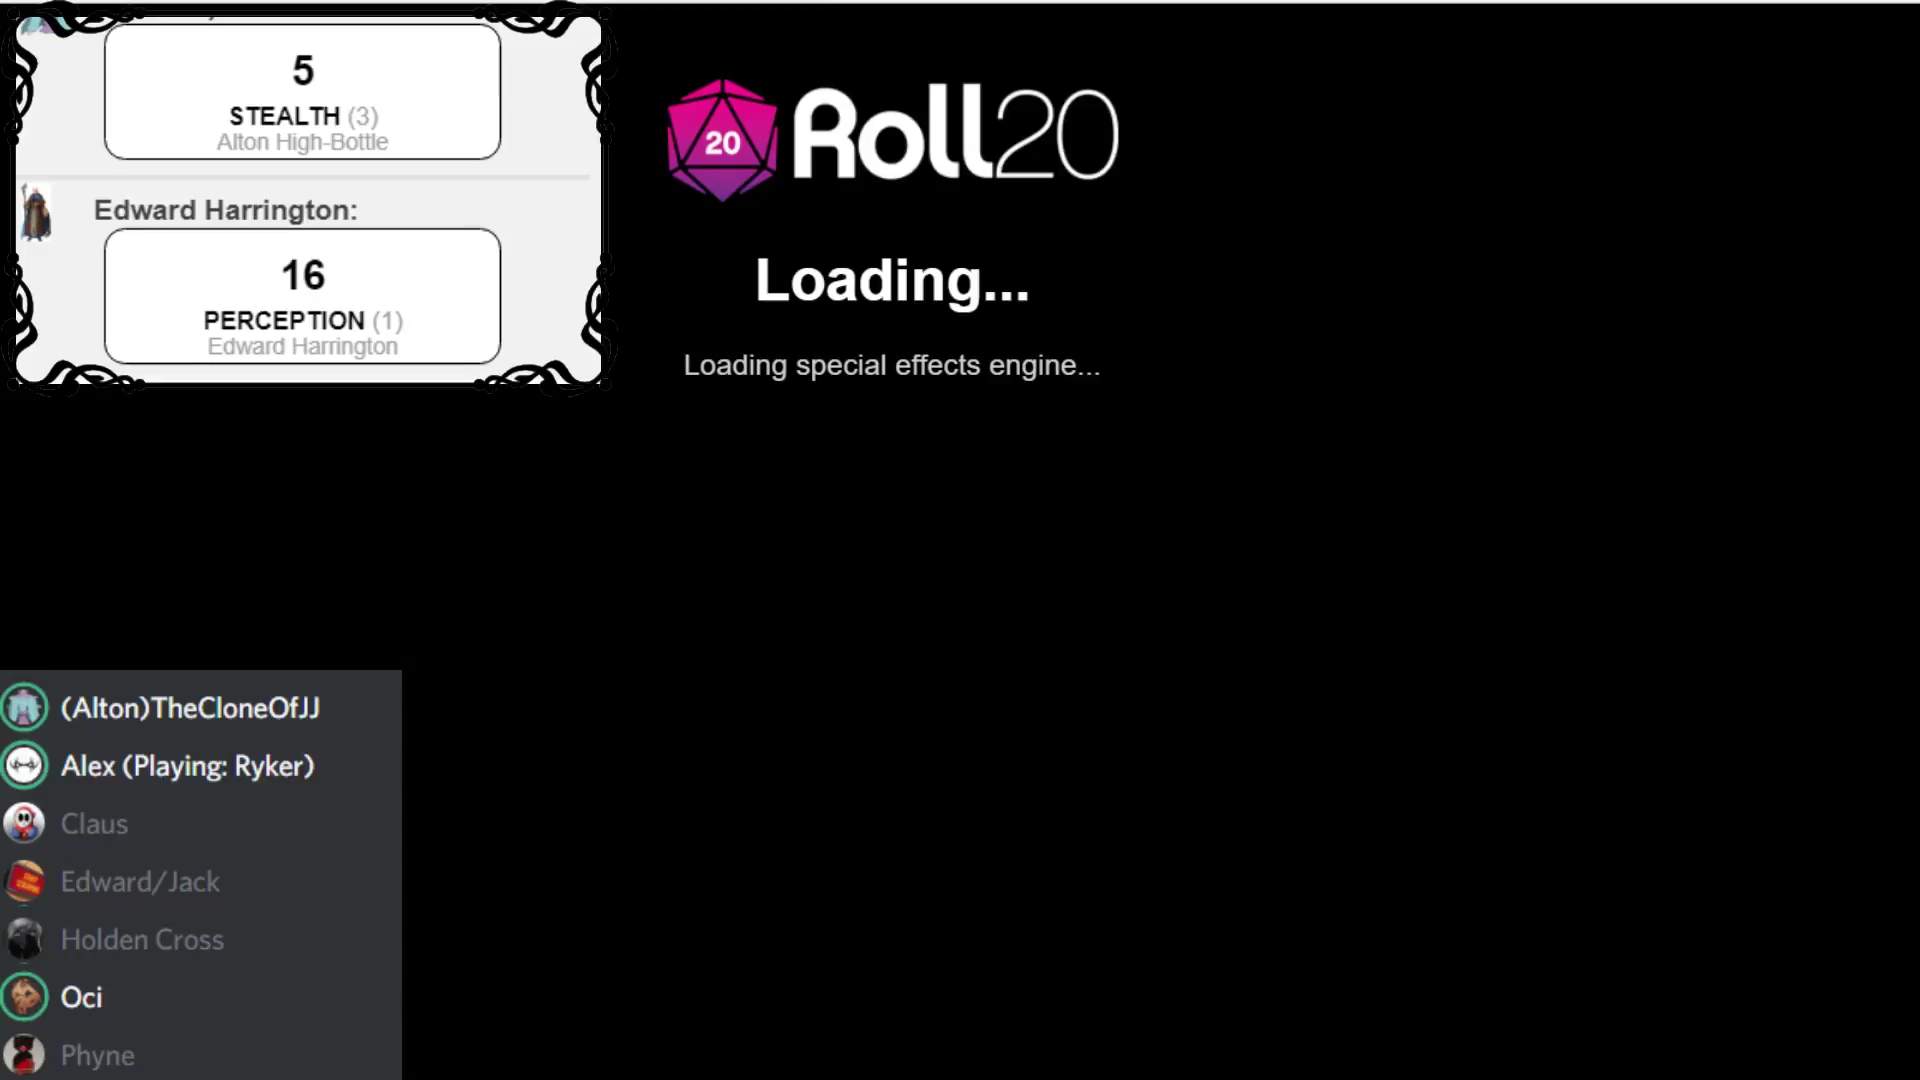 5
STEALTH (3)
Alton High-Bottle
Edward Harrington:
16
PERCEPTION (1)
Edward Harrington
20
Roll20
Loading...
Loading special effects engine...
(Alton)TheCloneOfJJ
Alex (Playing: Ryker)
Claus
Edward/Jack
Holden Cross
Oci
Phyne